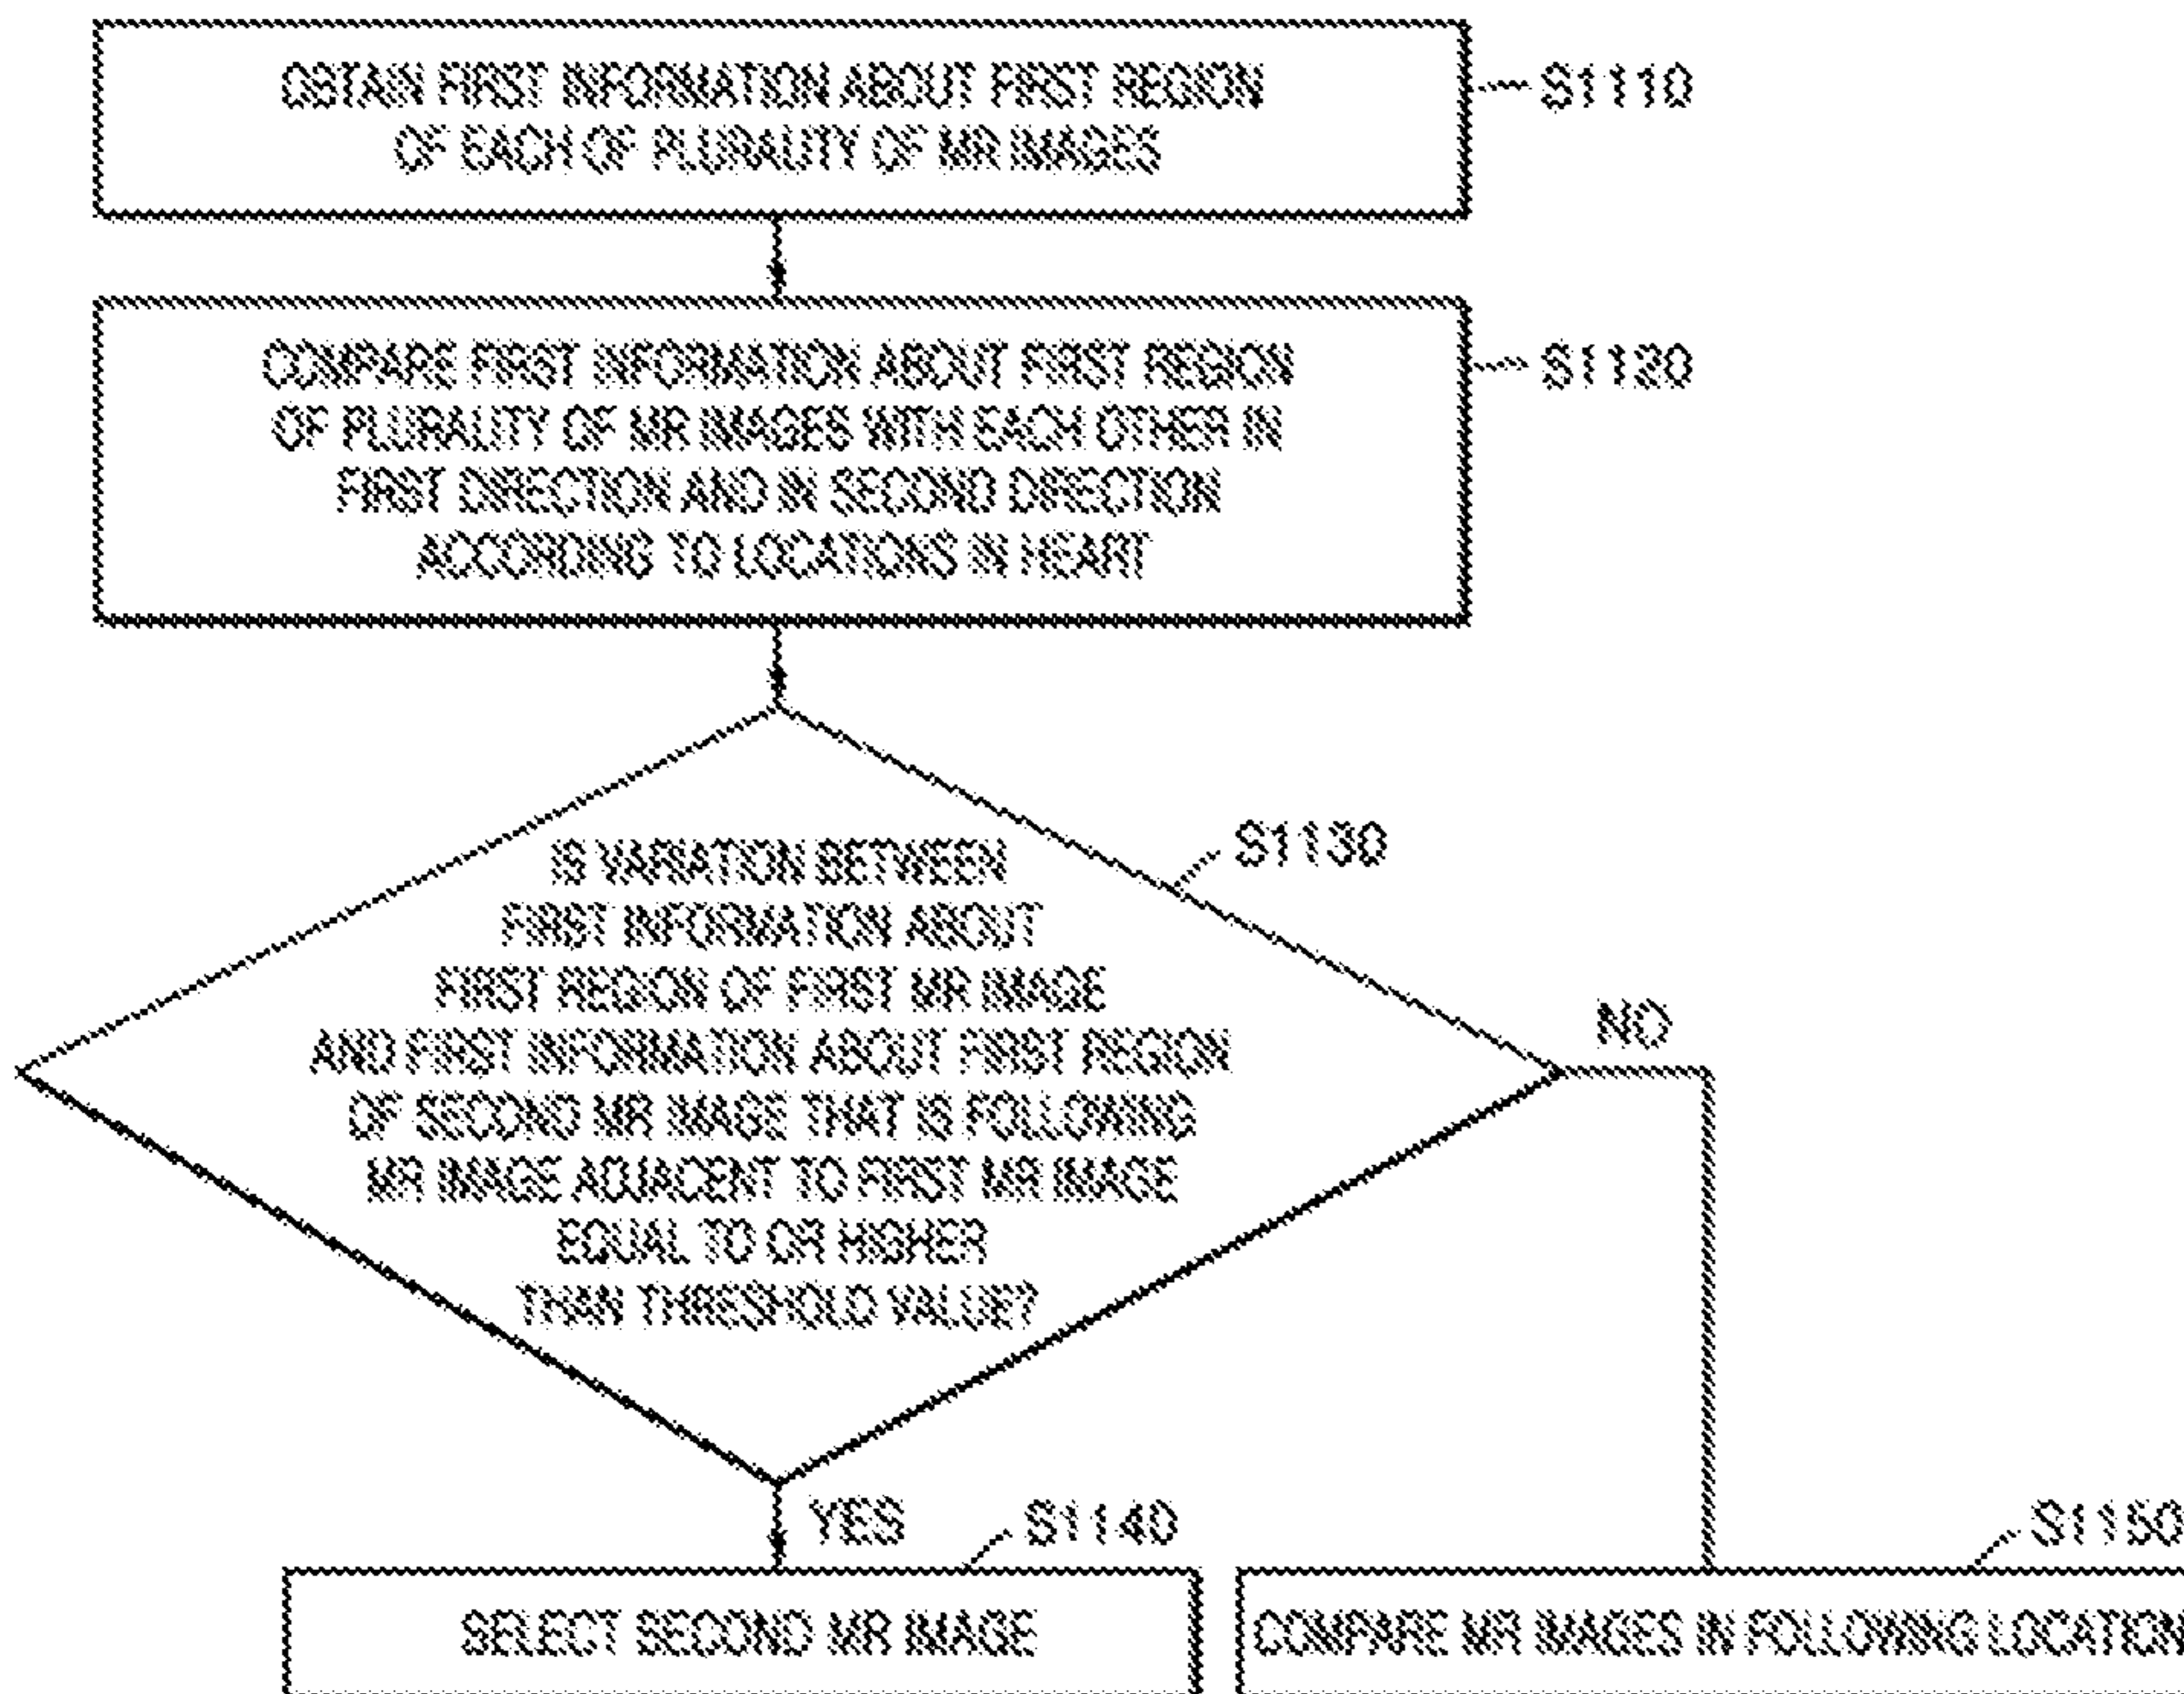 OBTAIN FIRST INFORMATION ABOUT FIRST REGION
OF EACH OF PLURALITY OF MR IMAGES
S1110
COMPARE FIRST INFORMATION ABOUT FIRST REGION
OF PLURALITY OF MR IMAGES WITH EACH OTHER IN
FIRST DIRECTION AND IN SECOND DIRECTION
ACCORDING TO LOCATIONS IN HEART
S1120
IS VARIATION BETWEEN
FIRST INFORMATION ABOUT
FIRST REGION OF FIRST MR IMAGE
AND FIRST INFORMATION ABOUT FIRST REGION
OF SECOND MR IMAGE THAT IS FOLLOWING
MR IMAGE ADJACENT TO FIRST MR IMAGE
EQUAL TO OR HIGHER
THAN THRESHOLD VALUE?
S1130
NO
YES
S1140
SELECT SECOND MR IMAGE
S1150
COMPARE MR IMAGES IN FOLLOWING LOCATION